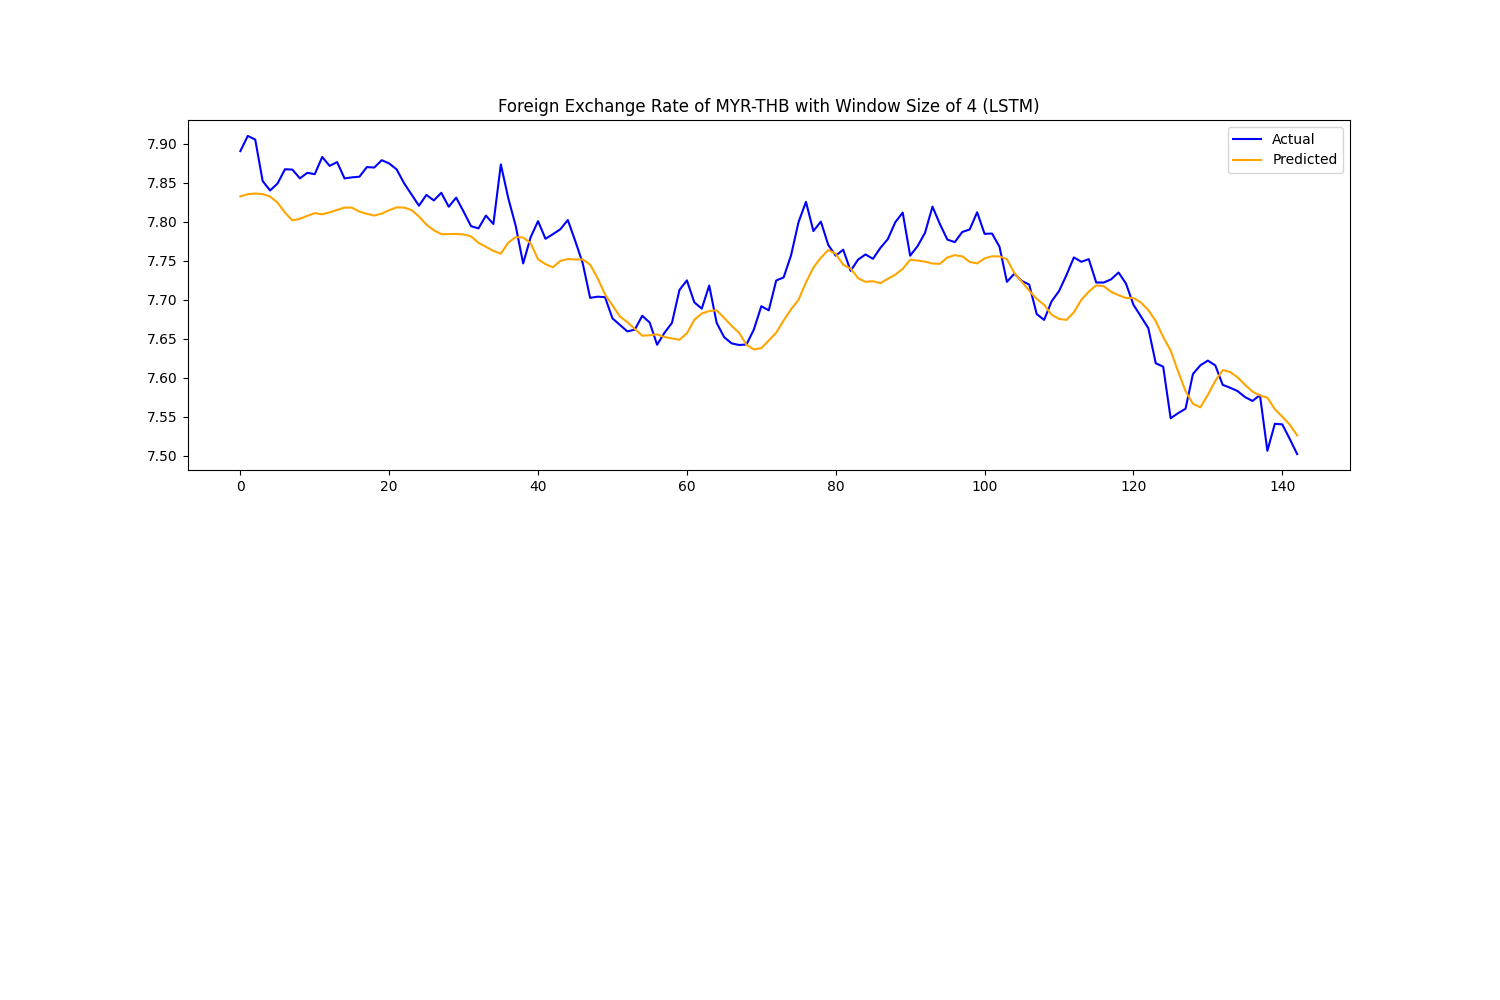 Foreign Exchange Rate of MYR-THB with Window Size of 4 (LSTM)
Actual
Predicted
7.90
7.85
7.80
7.75
7.70
7.65
7.60
7.55
7.50
0 20 40 60 80 100 120 140